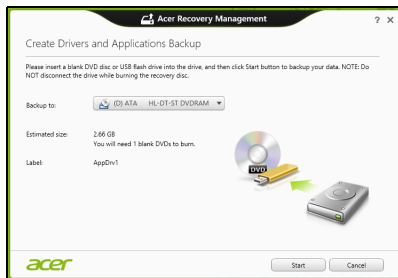 Acer Recovery Management
? ×
Create Drivers and Applications Backup
Please insert a blank DVD disc or USB flash drive into the drive, and then click Start button to backup your data. NOTE: Do
NOT disconnect the drive while burning the recovery disc.
Backup to: (D) ATA HL-DT-ST DVDRAM
Estimated size: 2.66 GB
You will need 1 blank DVDs to burn.
Label: AppDrv1
DVD
acer Start Cancel